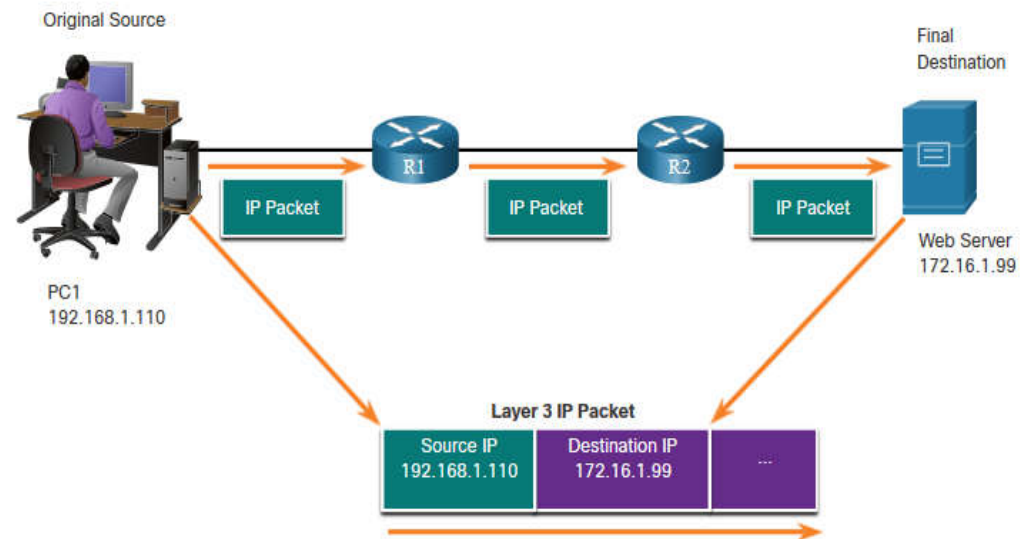 Original Source
Final
Destination
R1
R2
IP Packet
IP Packet
IP Packet
Web Server
172.16.1.99
PC1
192.168.1.110
Layer 3 IP Packet
Source IP
192.168.1.110
Destination IP
172.16.1.99
...